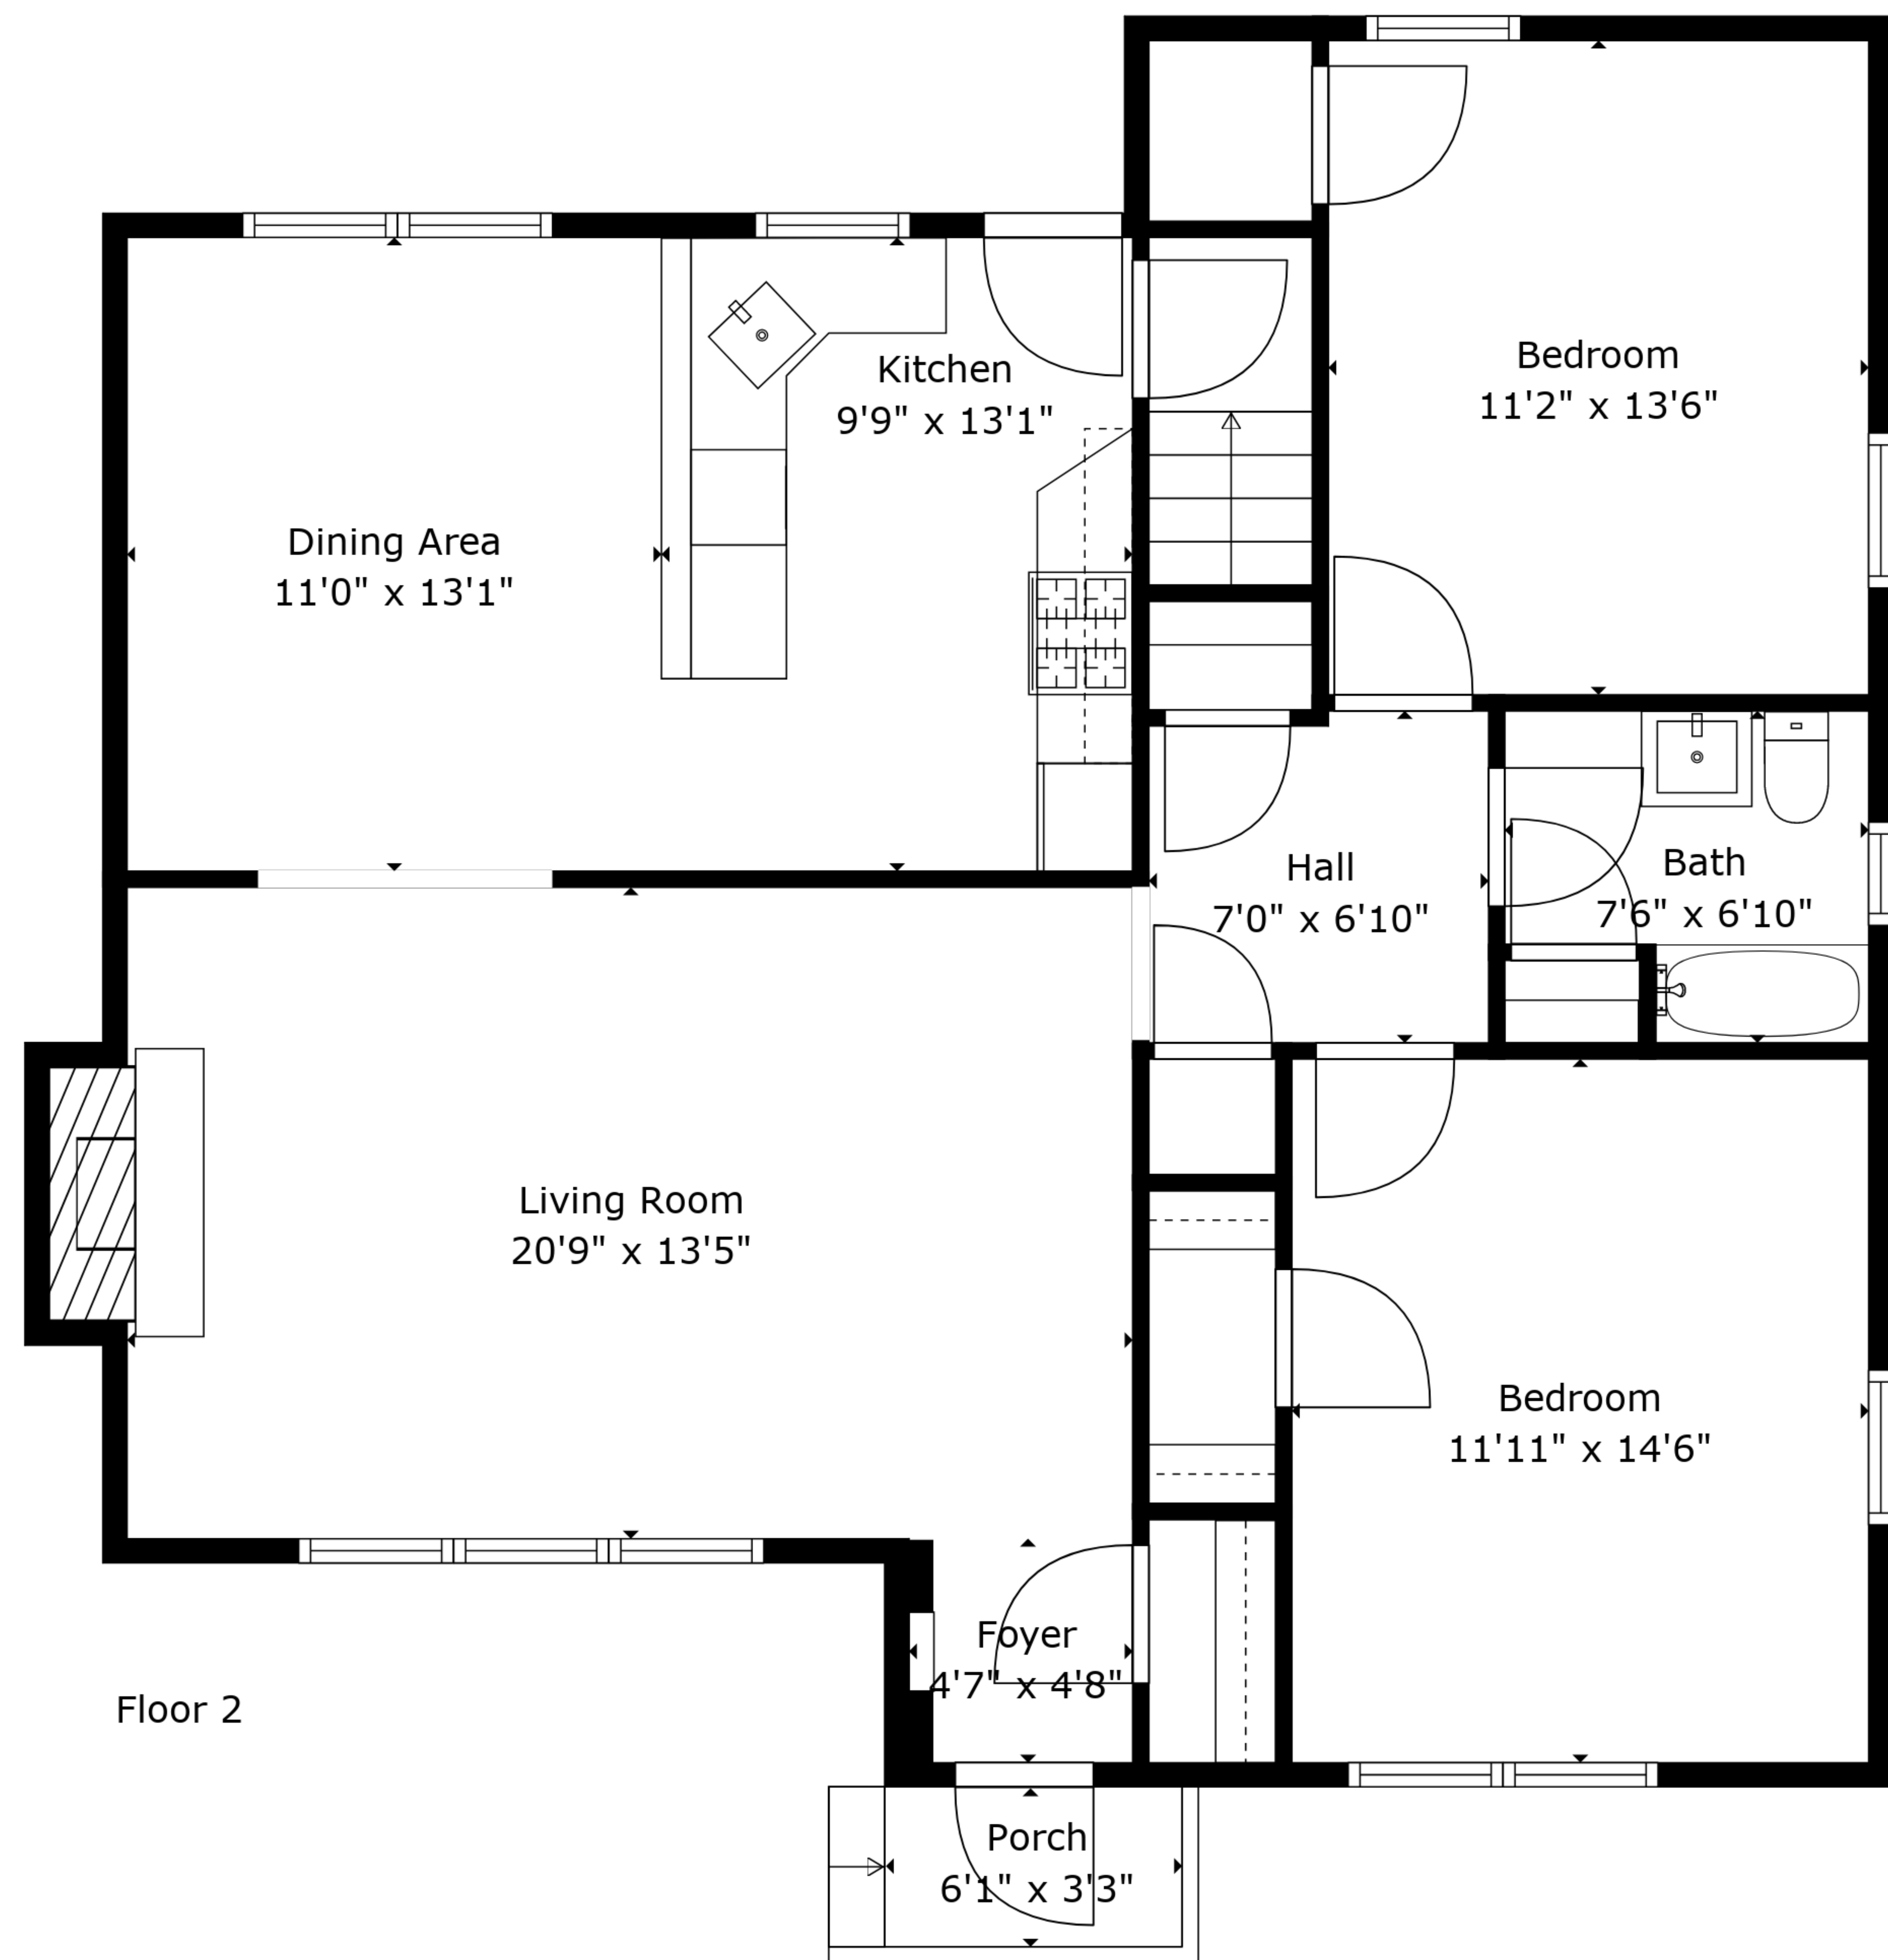 Bedroom
11'2" x 13'6"
Kitchen
9'9" x 13'1"
Dining Area
11'0" x 13'1"
Hall
7'0" x 6'10"
Bath
7'6" x 6'10"
Living Room
20'9" x 13'5"
Bedroom
11'11" x 14'6"
Foyer
4'7" x 4'8"
Floor 2
Porch
6'1" x 3'3"